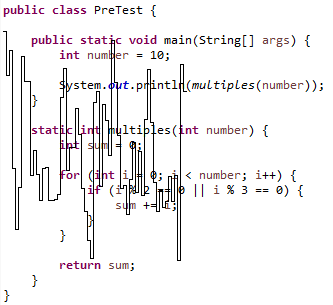 public class PreTest {
public static void main(String[] args) {
int number = 10;
System.out.println(multiples(number));
}
static int multiples(int number) {
int sum = 0;
for (int i = 0; i < number; i++) {
if (i % 2 == 0 || i % 3 == 0) {
sum += i;
}
}
return sum;
}
}